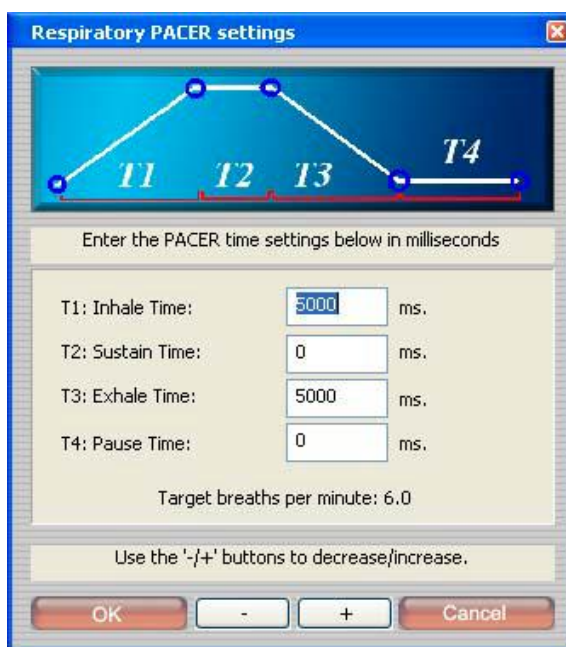 Respiratory PACER settings
T1 T2 T3 T4
Enter the PACER time settings below in milliseconds
T1: Inhale Time: 5000 ms.
T2: Sustain Time: 0 ms.
T3: Exhale Time: 5000 ms.
T4: Pause Time: 0 ms.
Target breaths per minute: 6.0
Use the '-/+' buttons to decrease/increase.
OK - + Cancel